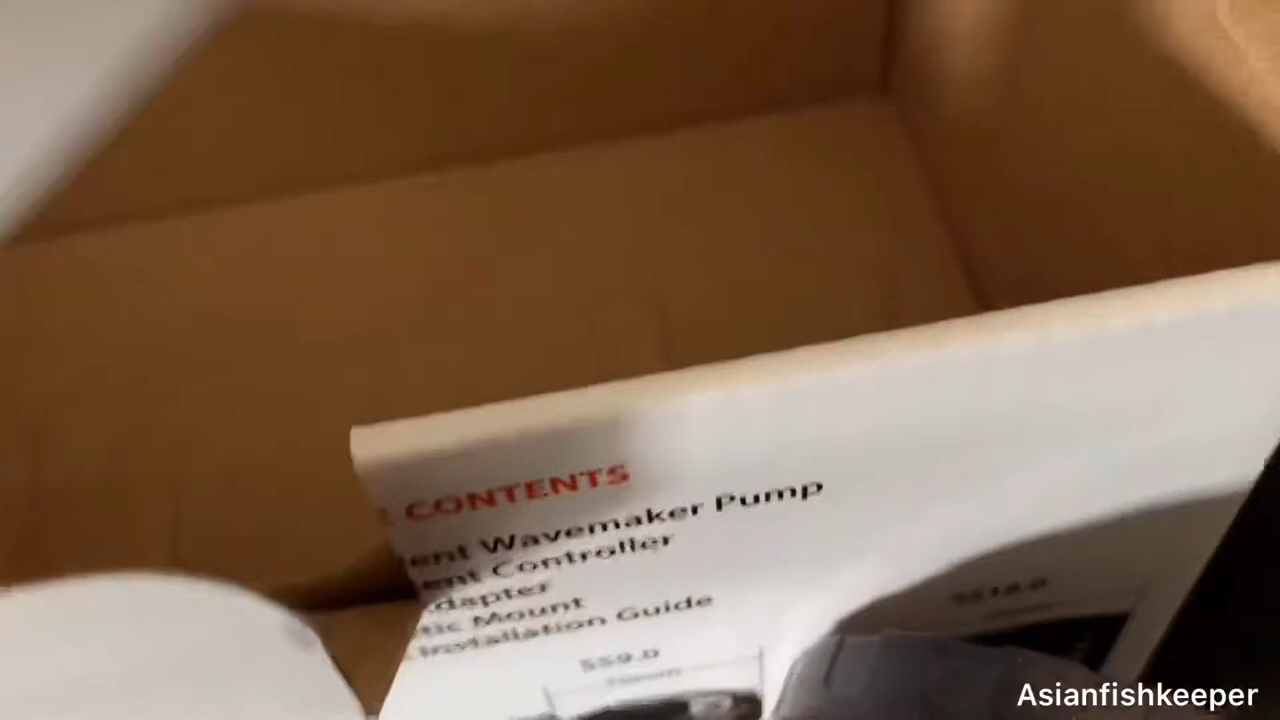 CONTENTS
ent Wavemaker Pump
ent Controller
dapter
tic Mount
Installation Guide
Asianfishkeeper